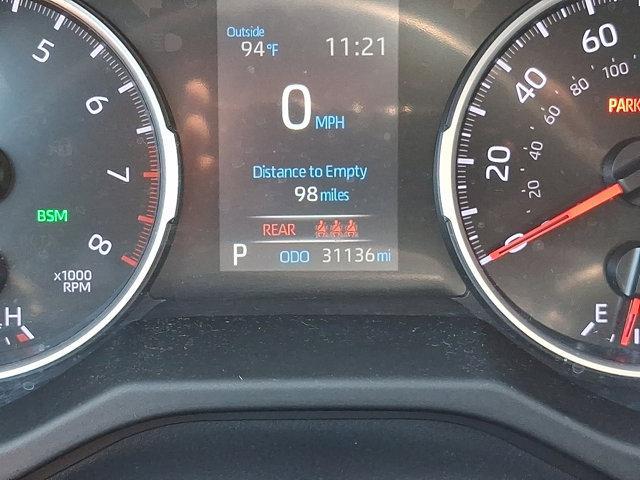 5
6
7
8
x1000
RPM
BSM
H
Outside
94°F
11:21
0 MPH
Distance to Empty
98 miles
REAR
P
ODO 31136 mi
60
40
20
0
100
80
60
40
20
PARK
E